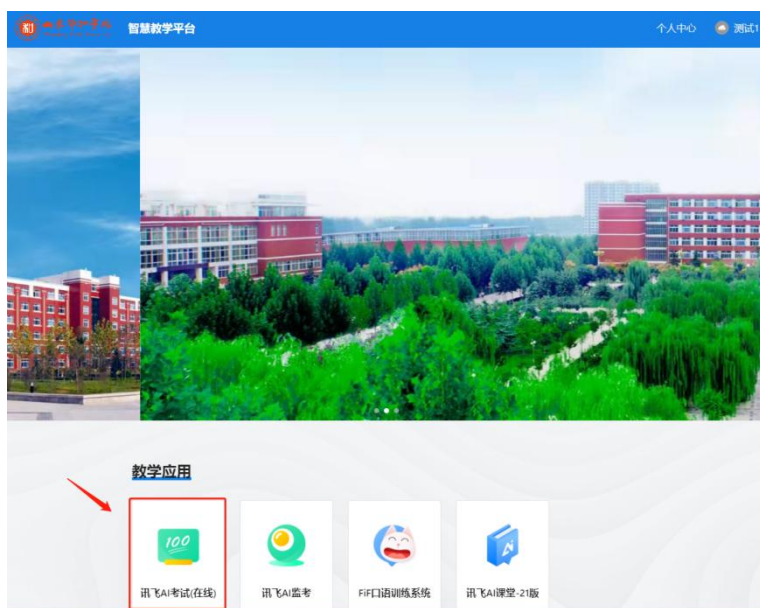 智慧教学平台
个人中心
测试1
教学应用
100
讯飞AI考试(在线)
讯飞AI监考
FiF口语训练系统
讯飞AI课堂-21版
Ai